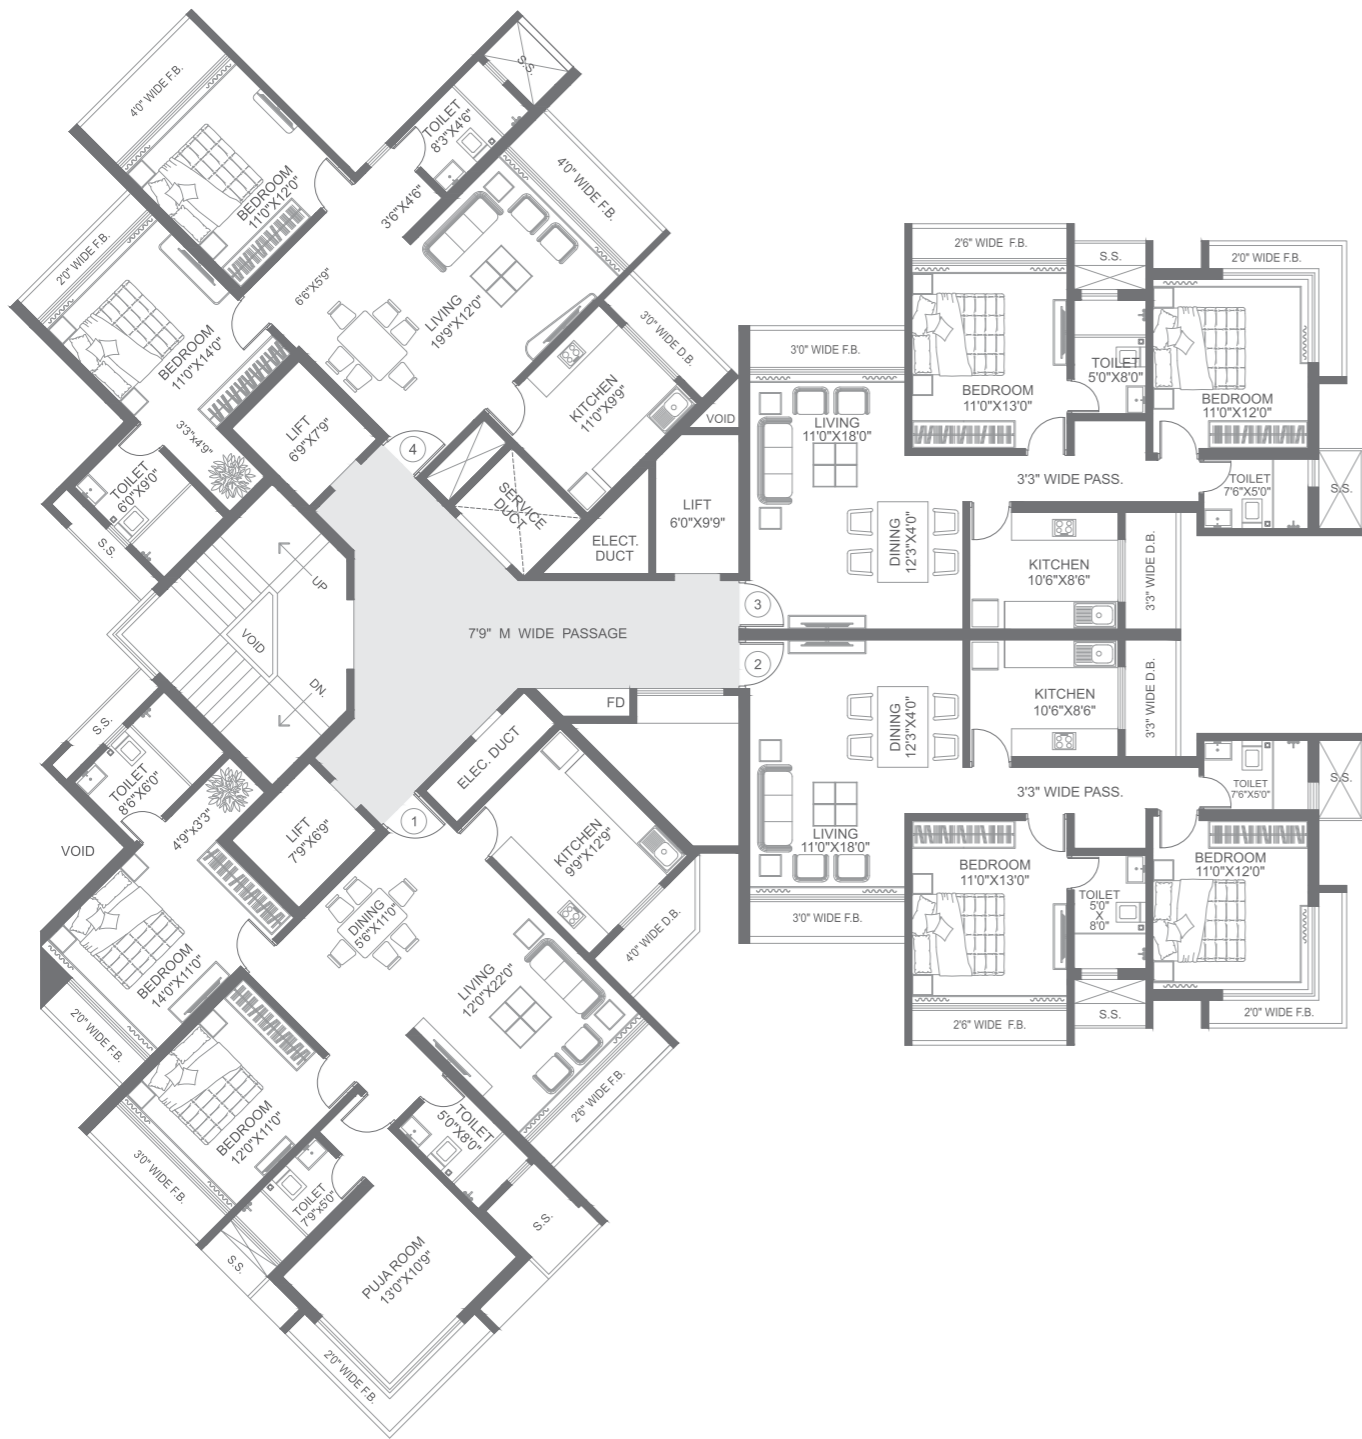 4'0" WIDE F.B.
BEDROOM
11'0"X12'0"
S.S.
TOILET
8'3"X4'6"
3'6"X4'6"
4'0" WIDE F.B.
2'0" WIDE F.B.
BEDROOM
11'0"X14'0"
6'6"X5'9"
LIVING
19'9"X12'0"
3'0" WIDE D.B.
KITCHEN
11'0"X9'9"
VOID
3'3"X4'9"
LIFT
6'9"X7'9"
4
TOILET
6'0"X9'0"
S.S.
SERVICE
DUCT
ELECT.
DUCT
LIFT
6'0"X9'9"
UP
VOID
DN.
7'9" M WIDE PASSAGE
3'0" WIDE F.B.
LIVING
11'0"X18'0"
DINING
12'3"X4'0"
3
2'6" WIDE F.B.
BEDROOM
11'0"X13'0"
S.S.
TOILET
5'0"X8'0"
2'0" WIDE F.B.
BEDROOM
11'0"X12'0"
3'3" WIDE PASS.
TOILET
7'6"X5'0"
S.S.
KITCHEN
10'6"X8'6"
3'3" WIDE D.B.
2
KITCHEN
10'6"X8'6"
3'3" WIDE D.B.
DINING
12'3"X4'0"
FD
LIVING
11'0"X18'0"
3'0" WIDE F.B.
3'3" WIDE PASS.
TOILET
7'6"X5'0"
S.S.
BEDROOM
11'0"X13'0"
TOILET
5'0"
X
8'0"
BEDROOM
11'0"X12'0"
2'6" WIDE F.B.
S.S.
2'0" WIDE F.B.
S.S.
TOILET
8'6"X6'0"
4'9"x3'3"
VOID
LIFT
7'9"X6'9"
1
ELEC. DUCT
KITCHEN
9'9"X12'9"
4'0" WIDE D.B.
DINING
5'6"X11'0"
LIVING
12'0"X22'0"
2'6" WIDE F.B.
BEDROOM
14'0"X11'0"
2'0" WIDE F.B.
BEDROOM
12'0"X11'0"
3'0" WIDE F.B.
TOILET
5'0"X8'0"
S.S.
TOILET
7'9"x5'0"
S.S.
PUJA ROOM
13'0"X10'9"
2'0" WIDE F.B.